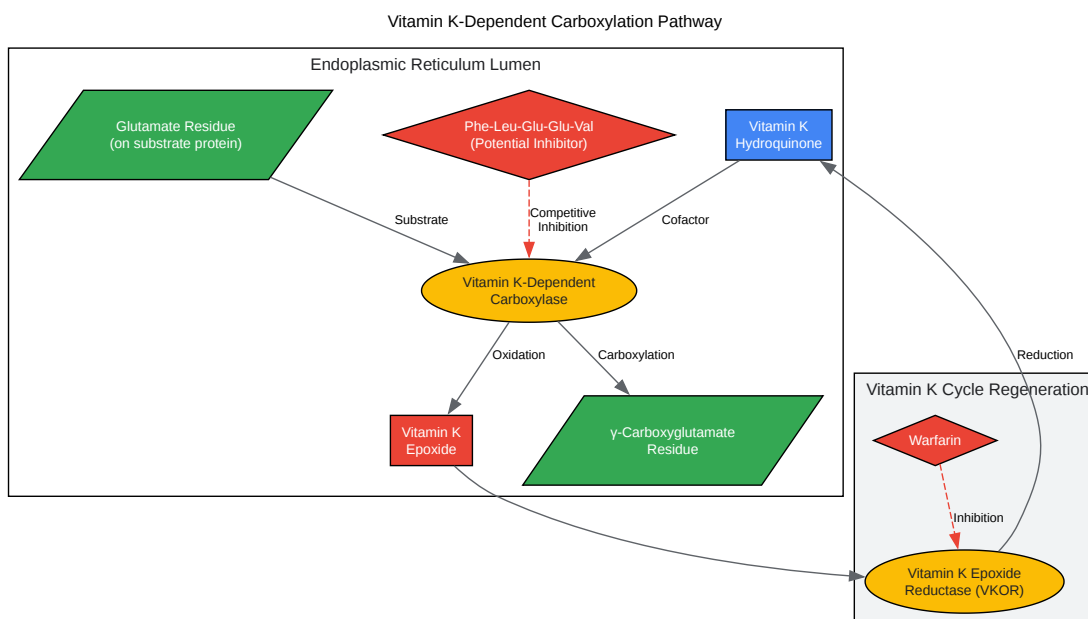 Vitamin K-Dependent Carboxylation Pathway
Endoplasmic Reticulum Lumen
Glutamate Residue
(on substrate protein)
Phe-Leu-Glu-Glu-Val
(Potential Inhibitor)
Vitamin K
Hydroquinone
Substrate
Competitive
Inhibition
Cofactor
Vitamin K-Dependent
Carboxylase
Oxidation
Carboxylation
Reduction
Vitamin K Cycle Regeneration
Vitamin K
Epoxide
γ-Carboxyglutamate
Residue
Warfarin
Inhibition
Vitamin K Epoxide
Reductase (VKOR)